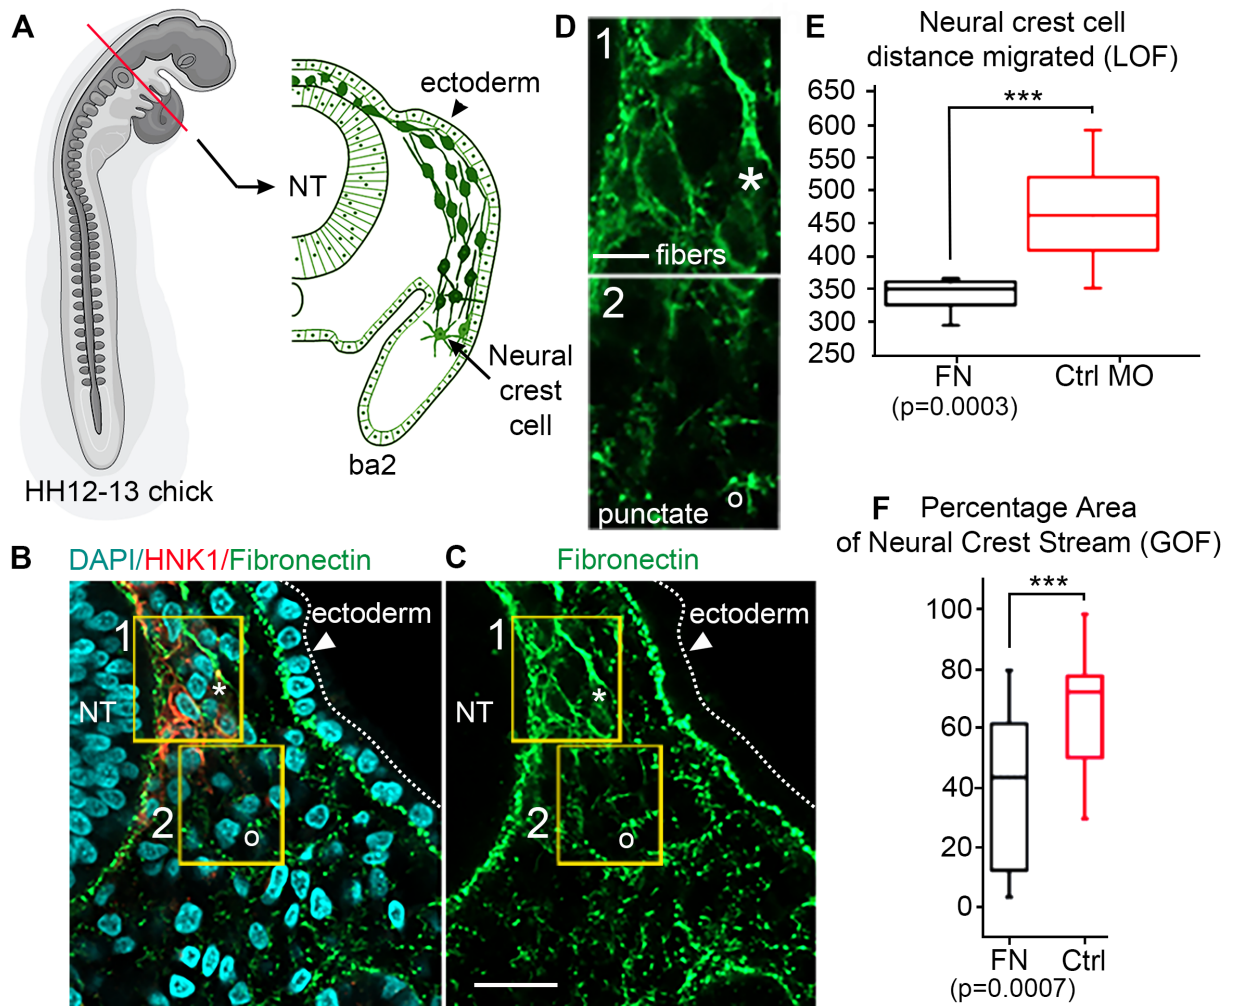 A
ectoderm
NT
Neural
crest
cell
ba2
HH12-13 chick
B
DAPI/HNK1/Fibronectin
1
ectoderm
*
NT
2
o
C
Fibronectin
1
ectoderm
*
NT
2
o
D
1
*
fibers
2
o
punctate
E
Neural crest cell
distance migrated (LOF)
***
650
600
550
500
450
400
350
300
250
FN
Ctrl MO
(p=0.0003)
F
Percentage Area
of Neural Crest Stream (GOF)
***
100
80
60
40
20
0
FN
Ctrl
(p=0.0007)